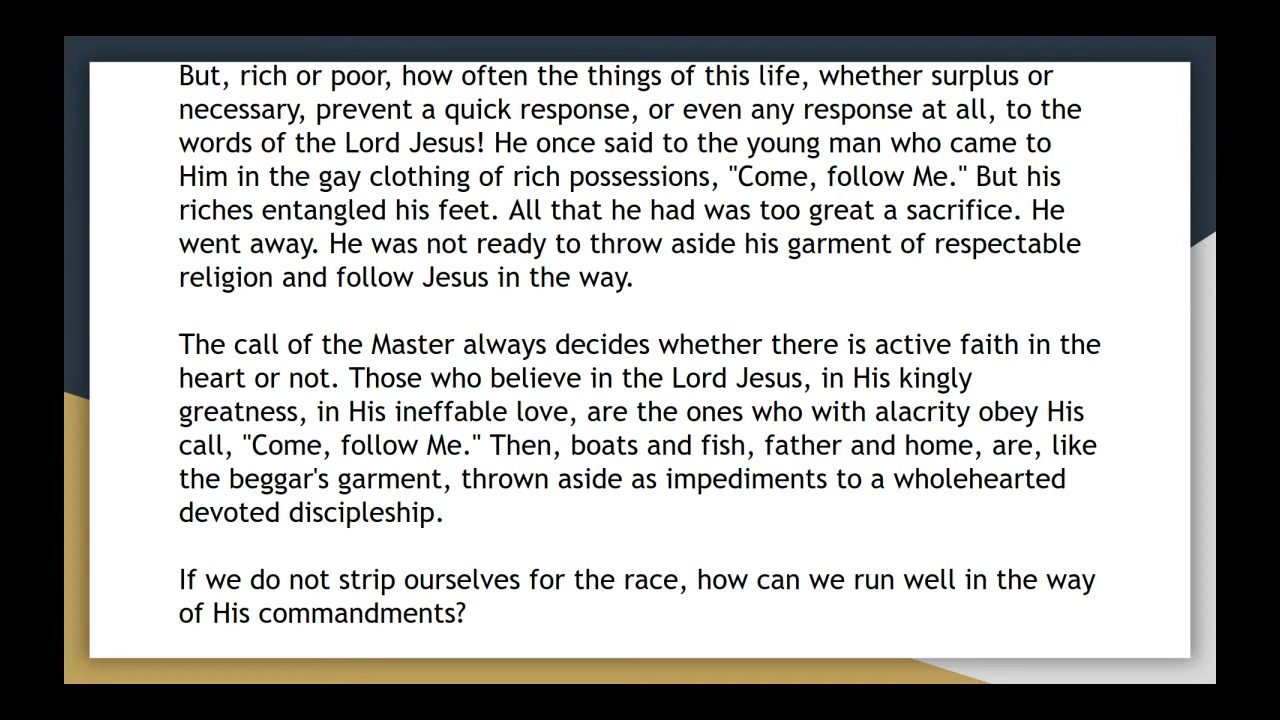 But, rich or poor, how often the things of this life, whether surplus or
necessary, prevent a quick response, or even any response at all, to the
words of the Lord Jesus! He once said to the young man who came to
Him in the gay clothing of rich possessions, "Come, follow Me." But his
riches entangled his feet. All that he had was too great a sacrifice. He
went away. He was not ready to throw aside his garment of respectable
religion and follow Jesus in the way.
The call of the Master always decides whether there is active faith in the
heart or not. Those who believe in the Lord Jesus, in His kingly
greatness, in His ineffable love, are the ones who with alacrity obey His
call, "Come, follow Me." Then, boats and fish, father and home, are, like
the beggar's garment, thrown aside as impediments to a wholehearted
devoted discipleship.
If we do not strip ourselves for the race, how can we run well in the way
of His commandments?